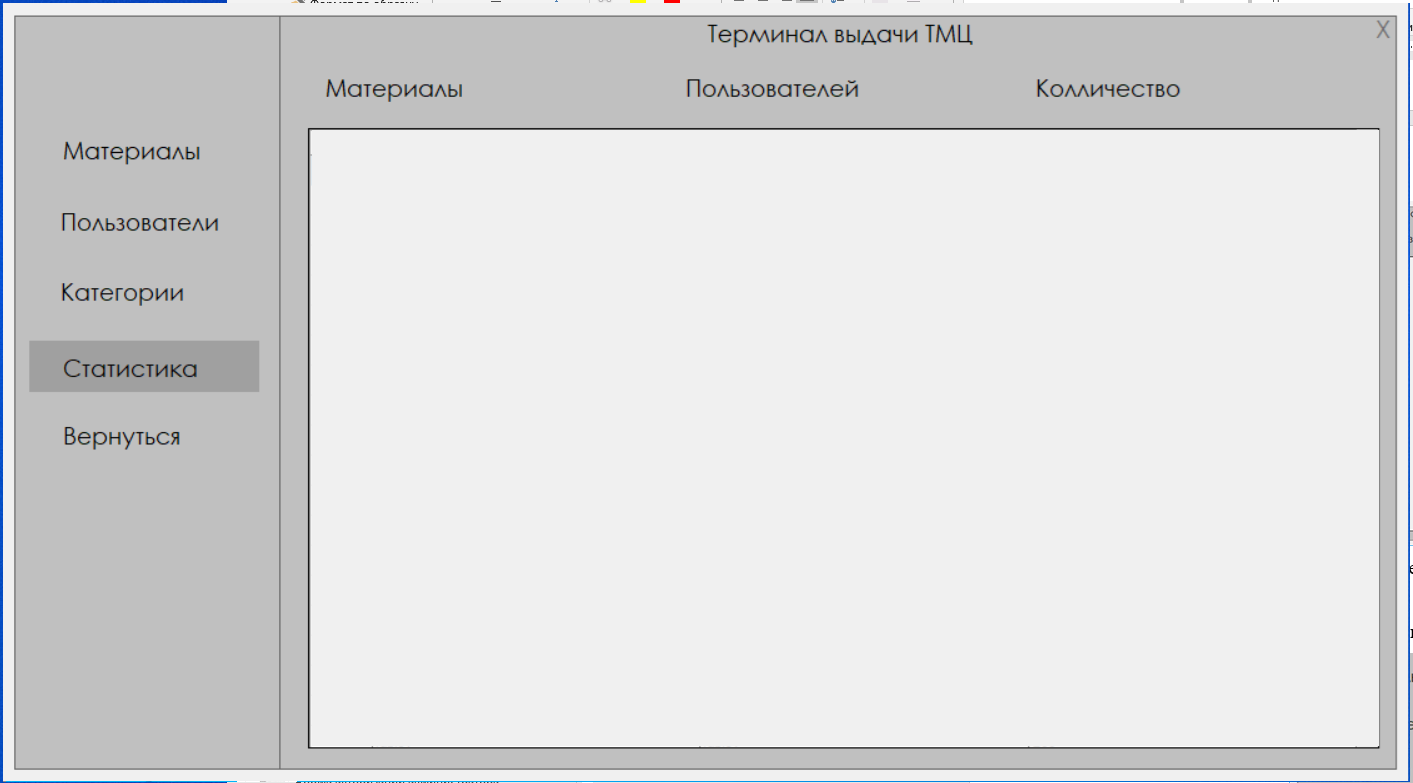 Терминал выдачи ТМЦ
X
Материалы
Пользователей
Колличество
Материалы
Пользователи
Категории
Статистика
Вернуться